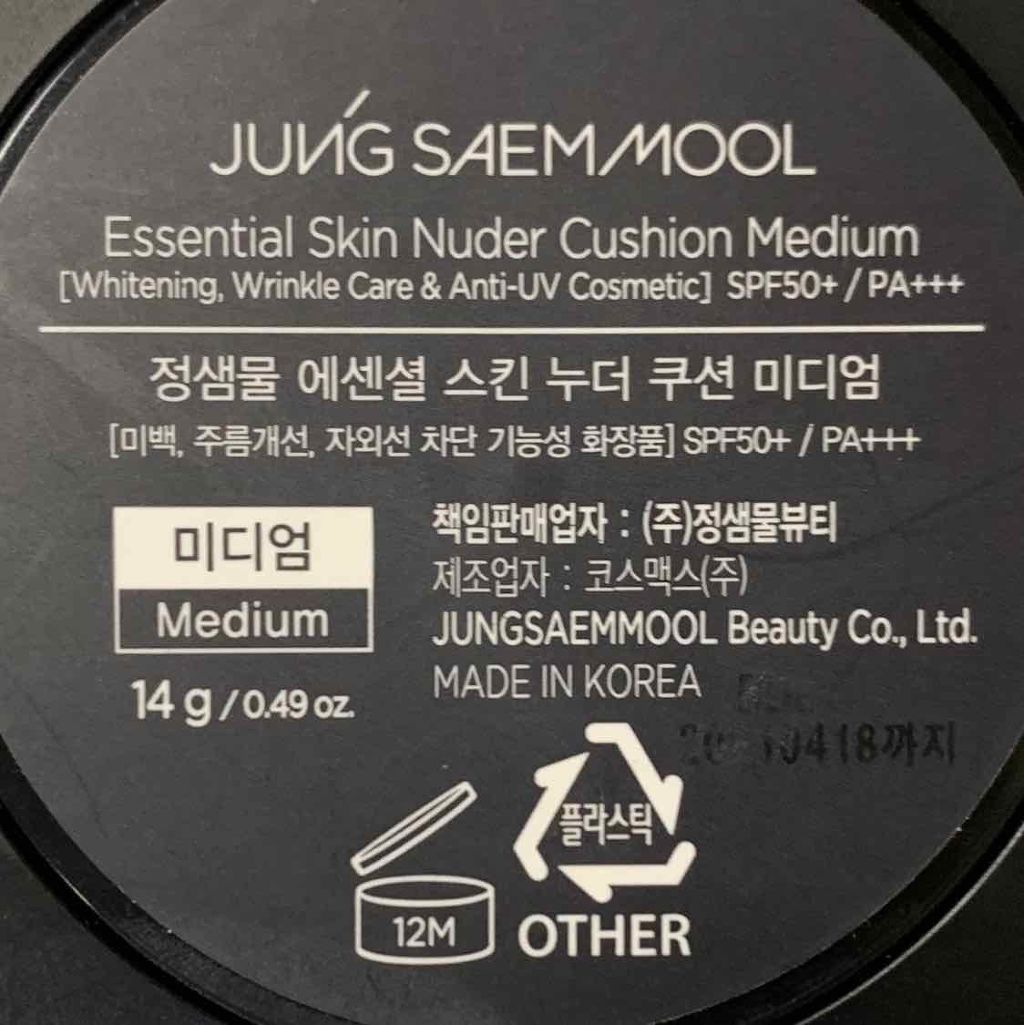 JUNG SAEMMOOL
Essential Skin Nuder Cushion Medium
[Whitening, Wrinkle Care & Anti-UV Cosmetic] SPF50+ / PA+++
정샘물 에센셜 스킨 누더 쿠션 미디엄
[미백, 주름개선, 자외선 차단 기능성 화장품] SPF50+ / PA+++
미디엄
Medium
14 g / 0.49 oz.
책임판매업자 : (주)정샘물뷰티
제조업자 : 코스맥스(주)
JUNGSAEMMOOL Beauty Co., Ltd.
MADE IN KOREA
플라스틱
12M
OTHER